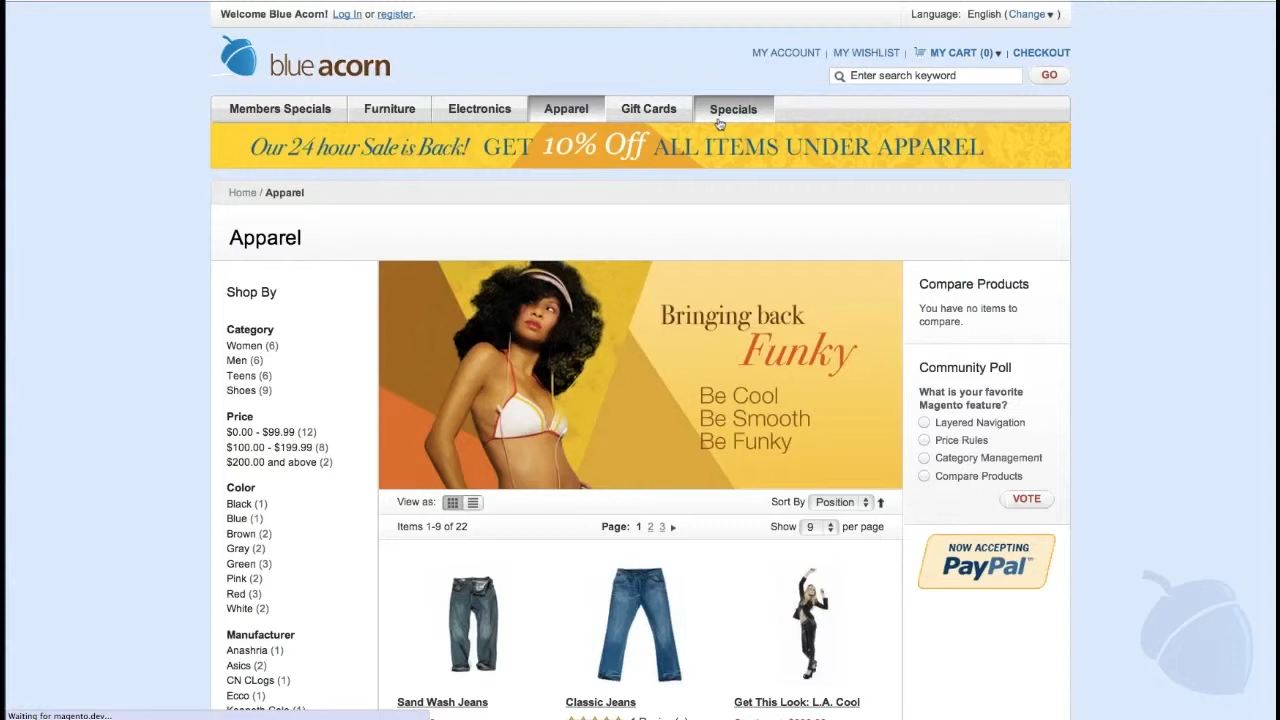 Welcome Blue Acorn! Log In or register.
Language: English (Change ▾ )
blue acorn
MY ACCOUNT | MY WISHLIST | MY CART (0) ▾ | CHECKOUT
Enter search keyword GO
Members Specials Furniture Electronics Apparel Gift Cards Specials
Our 24 hour Sale is Back! GET 10% Off ALL ITEMS UNDER APPAREL
Home / Apparel
Apparel
Shop By
Category
Women (6)
Men (6)
Teens (6)
Shoes (9)
Price
$0.00 - $99.99 (12)
$100.00 - $199.99 (8)
$200.00 and above (2)
Color
Black (1)
Blue (1)
Brown (2)
Gray (2)
Green (3)
Pink (2)
Red (3)
White (2)
Manufacturer
Anashria (1)
Asics (2)
CN CLogs (1)
Ecco (1)
Bringing back
Funky
Be Cool
Be Smooth
Be Funky
View as:
Sort By Position
Items 1-9 of 22
Page: 1 2 3
Show 9 per page
Sand Wash Jeans
Classic Jeans
Get This Look: L.A. Cool
Compare Products
You have no items to
compare.
Community Poll
What is your favorite
Magento feature?
Layered Navigation
Price Rules
Category Management
Compare Products
VOTE
NOW ACCEPTING
PayPal™
Waiting for magento.dev...